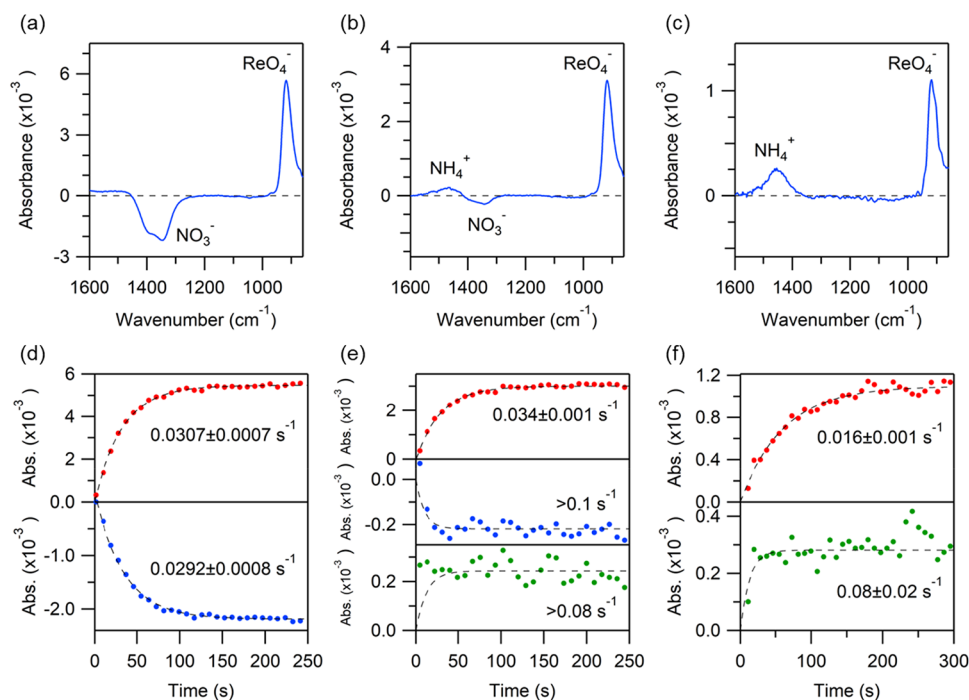 (a)
(b)
(c)
ReO₄⁻
NO₃⁻
Absorbance (x10⁻³)
6
3
0
-3
1600 1400 1200 1000
Wavenumber (cm⁻¹)
ReO₄⁻
NH₄⁺
NO₃⁻
Absorbance (x10⁻³)
4
2
0
-2
1600 1400 1200 1000
Wavenumber (cm⁻¹)
ReO₄⁻
NH₄⁺
Absorbance (x10⁻³)
1
0
1600 1400 1200 1000
Wavenumber (cm⁻¹)
(d)
(e)
(f)
Abs. (x10⁻³)
6
4
2
0.0
0.0307±0.0007 s⁻¹
Abs. (x10⁻³)
-1.0
-2.0
0.0292±0.0008 s⁻¹
0 50 100 150 200 250
Time (s)
Abs. (x10⁻³)
2
0
0.034±0.001 s⁻¹
Abs. (x10⁻³)
0.0
-0.2
>0.1 s⁻¹
Abs. (x10⁻³)
0.2
0.0
>0.08 s⁻¹
0 50 100 150 200 250
Time (s)
Abs. (x10⁻³)
1.2
0.8
0.4
0.0
0.016±0.001 s⁻¹
Abs. (x10⁻³)
0.4
0.2
0.0
0.08±0.02 s⁻¹
0 100 200 300
Time (s)